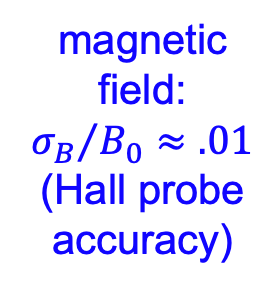 magnetic
field:
σ_B/B_0 ≈ .01
(Hall probe
accuracy)